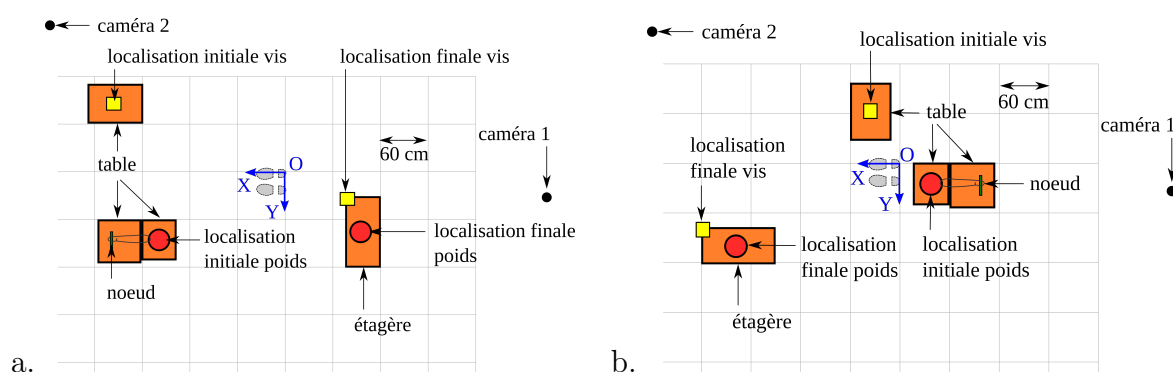 caméra 2
localisation initiale vis
localisation finale vis
60 cm
caméra 1
table
O
X
Y
localisation
initiale poids
localisation finale
poids
noeud
étagère
a.
caméra 2
localisation initiale vis
60 cm
table
caméra 1
localisation
finale vis
O
X
Y
noeud
localisation
finale poids
localisation
initiale poids
étagère
b.